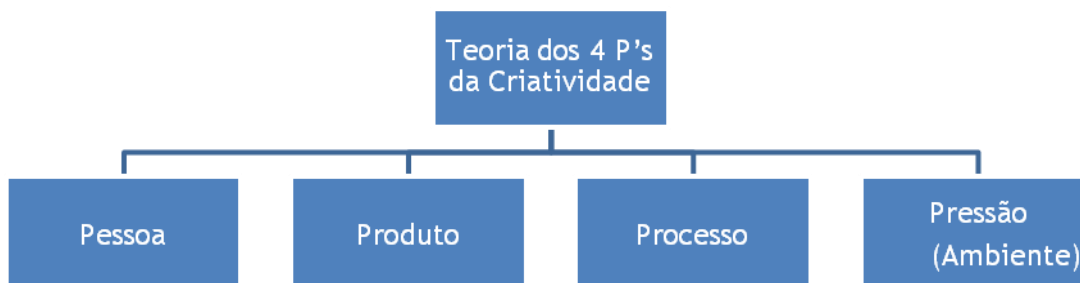 Teoria dos 4 P's
da Criatividade
Pessoa
Produto
Processo
Pressão
(Ambiente)